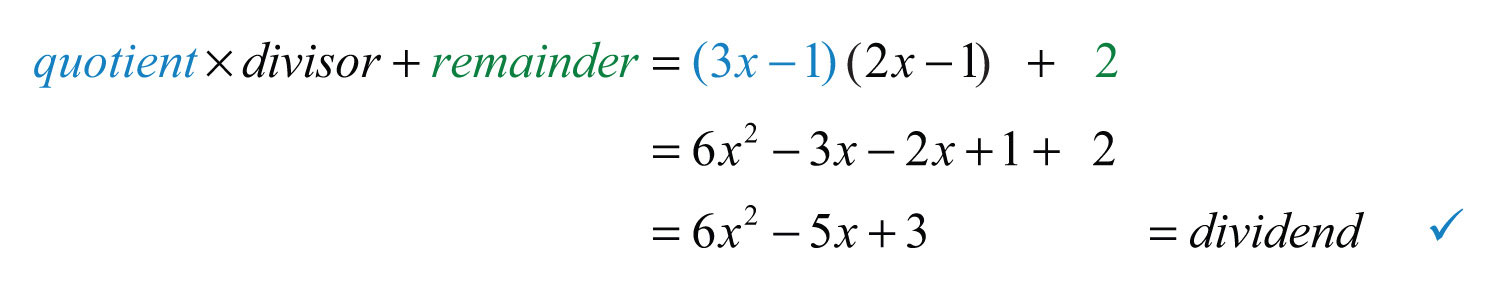 quotient × divisor + remainder = (3x − 1)(2x − 1) + 2
= 6x² − 3x − 2x + 1 + 2
= 6x² − 5x + 3 = dividend ✓